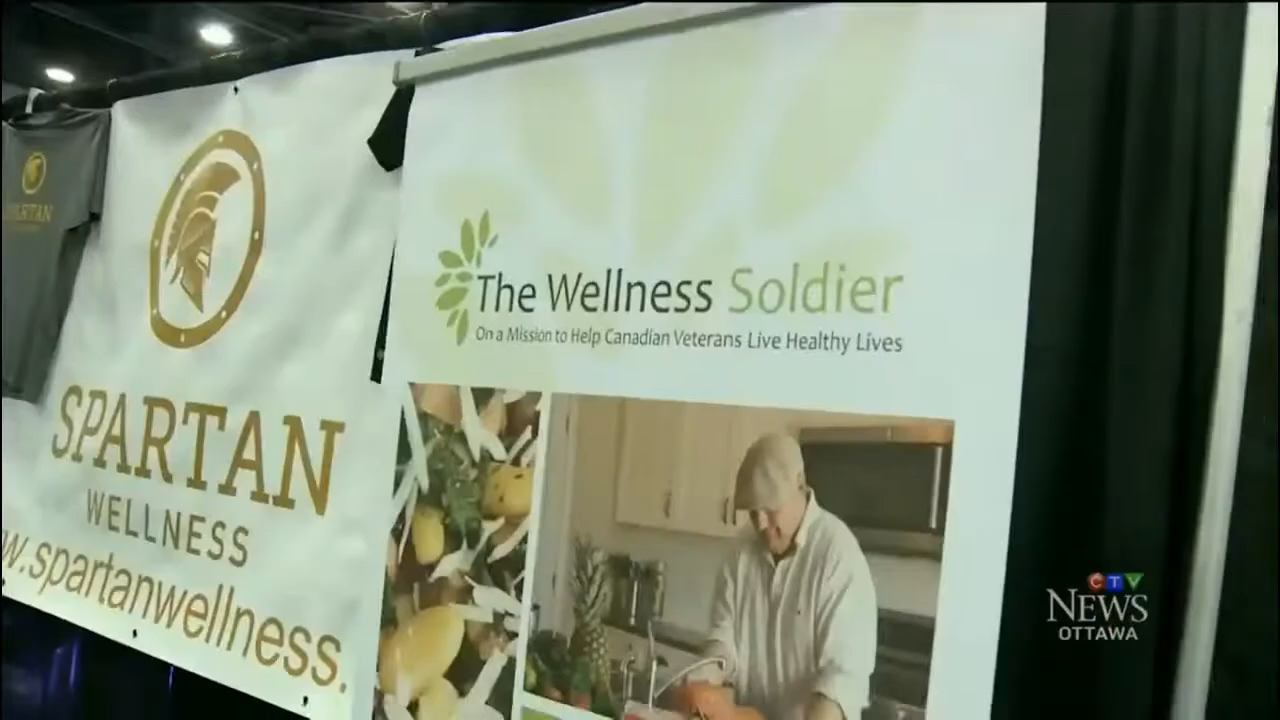 SPARTAN
SPARTAN
WELLNESS
w.spartanwellness.
The Wellness Soldier
On a Mission to Help Canadian Veterans Live Healthy Lives
CTV
NEWS
OTTAWA